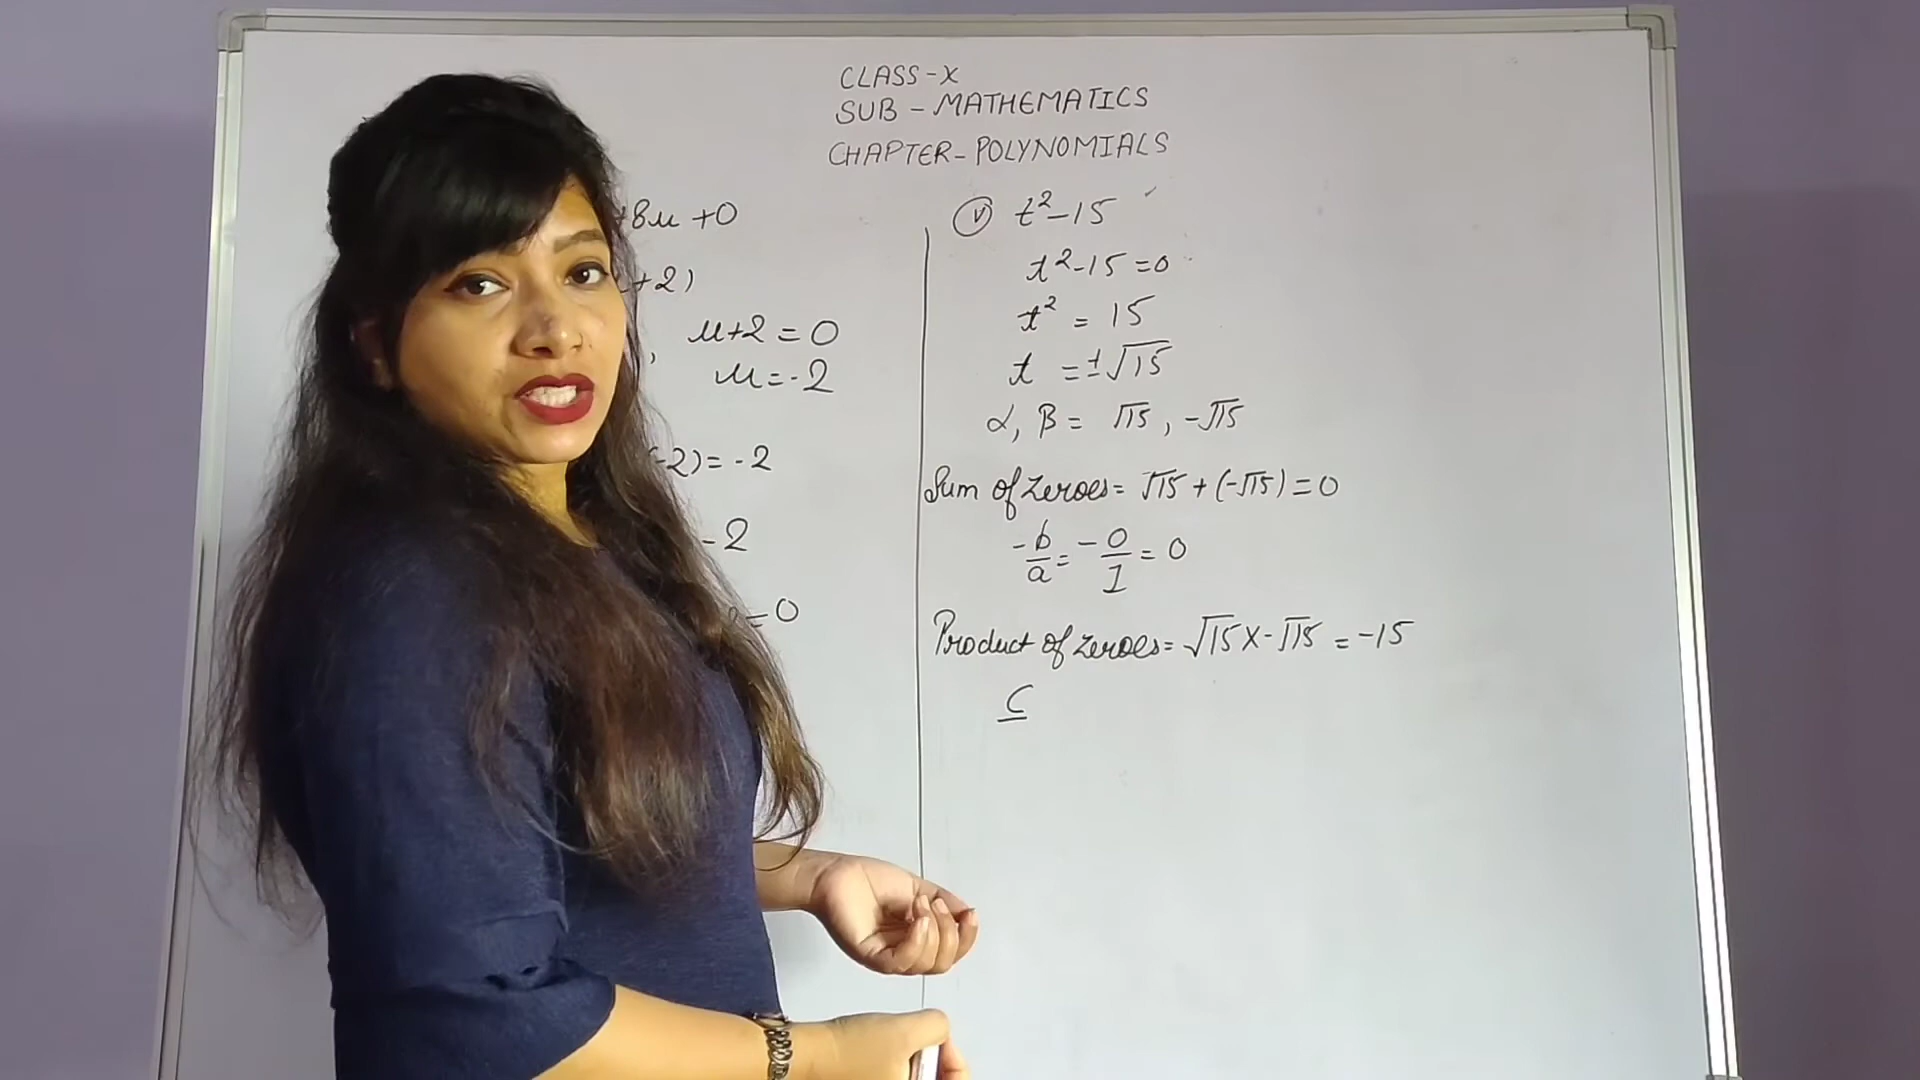 CLASS-X
SUB - MATHEMATICS
CHAPTER- POLYNOMIALS
+8u +0
+2)
, u+2 = 0
u = -2
-2) = -2
-2
= 0
(v) t²-15
t²-15 = 0
t² = 15
t = ±√15
α, β = √15 , -√15
Sum of zeroes = √15 + (-√15) = 0
-b/a = -0/1 = 0
Product of zeroes = √15 X -√15 = -15
C